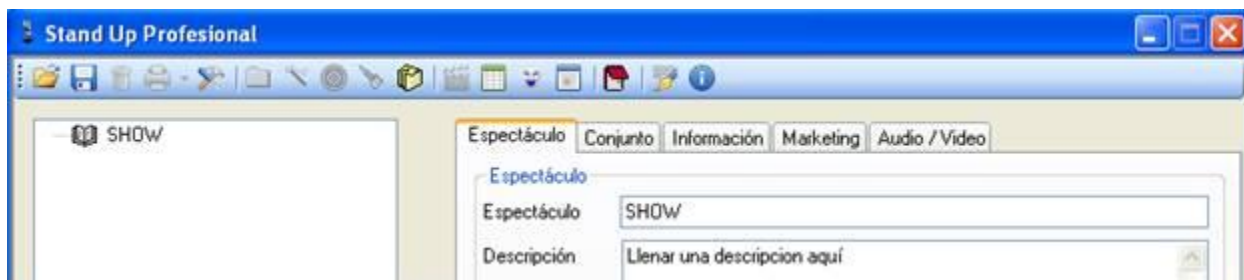 Stand Up Profesional
SHOW
Espectáculo Conjunto Información Marketing Audio / Video
Espectáculo
Espectáculo SHOW
Descripción Llenar una descripcion aquí